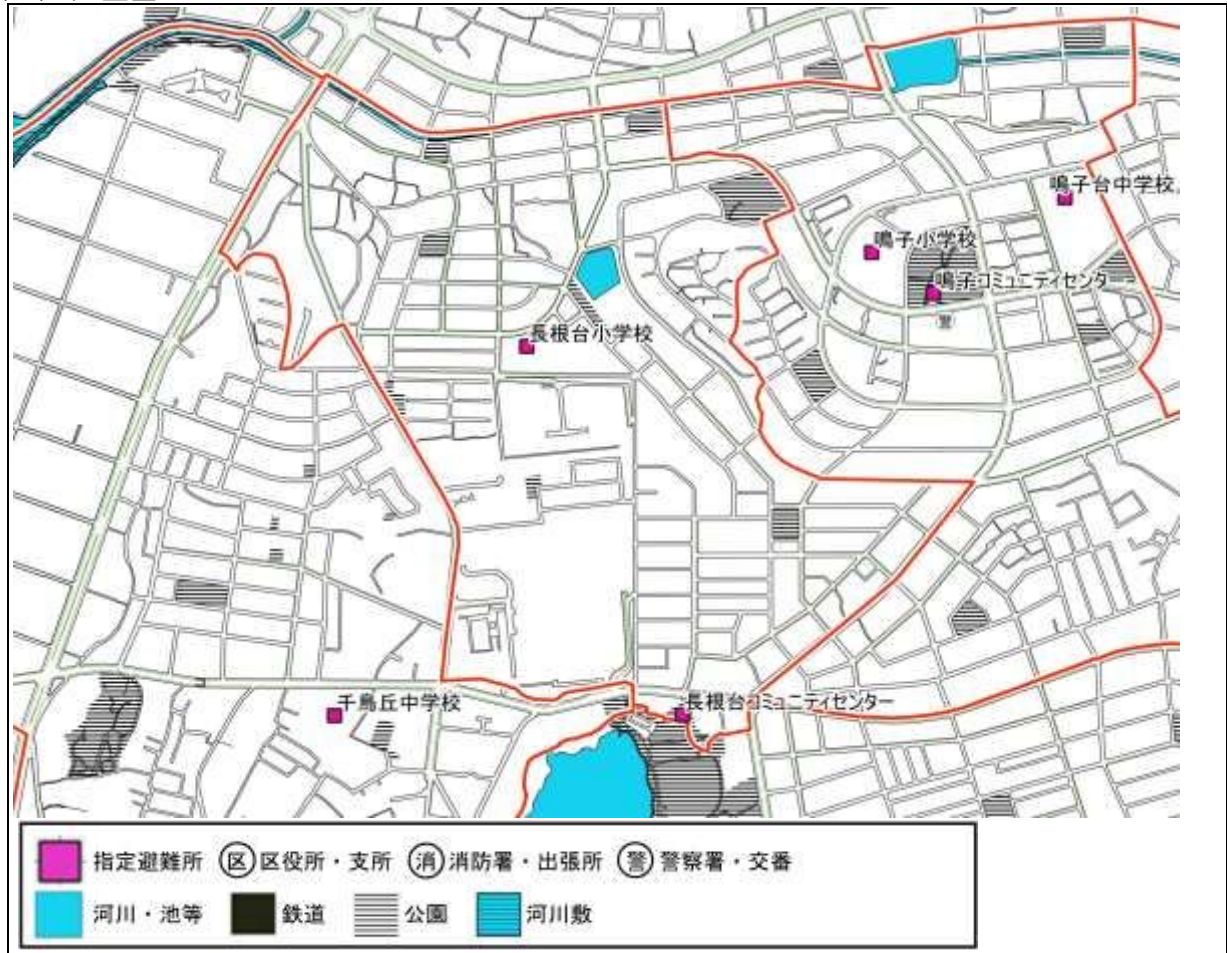 鳴子台中学校
鳴子小学校
鳴子コミュニティセンター
警
長根台小学校
千鳥丘中学校
長根台コミュニティセンター
指定避難所 区 区役所・支所 消 消防署・出張所 警 警察署・交番
河川・池等 鉄道 公園 河川敷